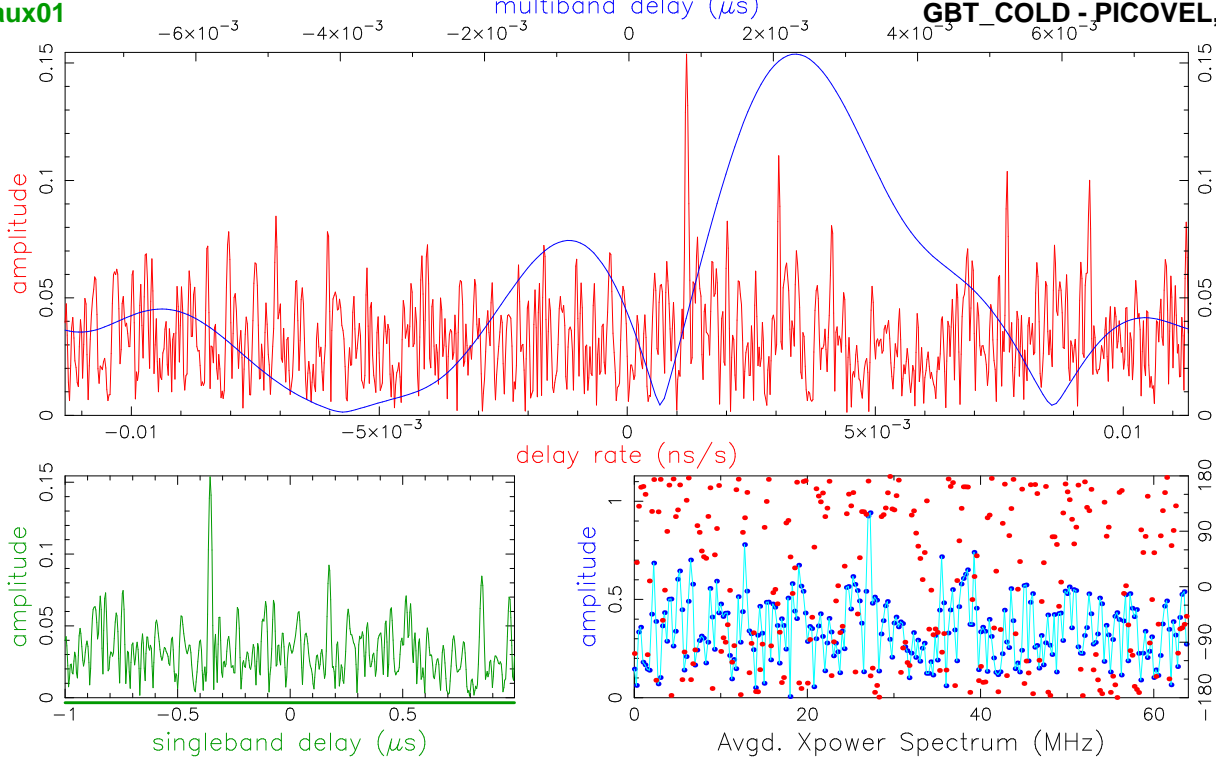 multiband delay (μs)
aux01
GBT_COLD - PICOVEL,
−6×10⁻³ −4×10⁻³ −2×10⁻³ 0 2×10⁻³ 4×10⁻³ 6×10⁻³
amplitude
0 0.05 0.1 0.15
0 0.05 0.1 0.15
−0.01 −5×10⁻³ 0 5×10⁻³ 0.01
delay rate (ns/s)
amplitude
0 0.05 0.1 0.15
−1 −0.5 0 0.5
singleband delay (μs)
amplitude
0 0.5 1
−180 −90 0 90 180
0 20 40 60
Avgd. Xpower Spectrum (MHz)